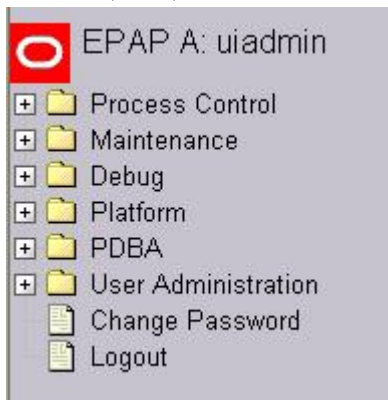 EPAP A: uiadmin
Process Control
Maintenance
Debug
Platform
PDBA
User Administration
Change Password
Logout